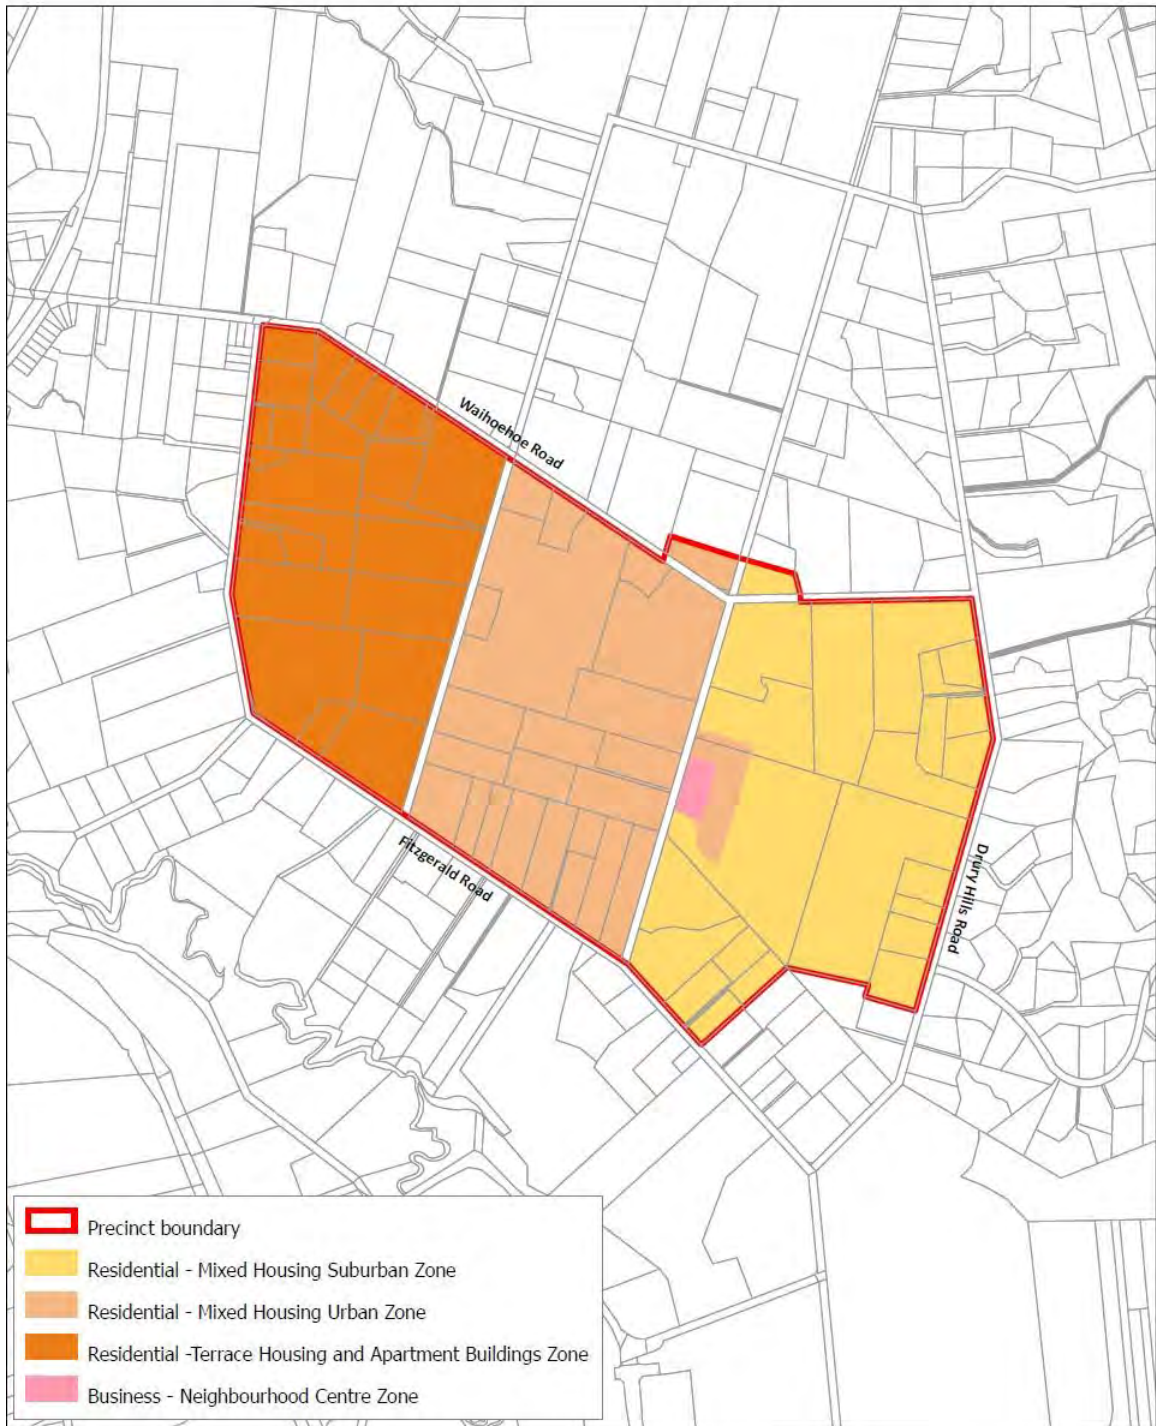 Waihoehoe Road
Fitzgerald Road
Drury Hills Road
Precinct boundary
Residential - Mixed Housing Suburban Zone
Residential - Mixed Housing Urban Zone
Residential -Terrace Housing and Apartment Buildings Zone
Business - Neighbourhood Centre Zone